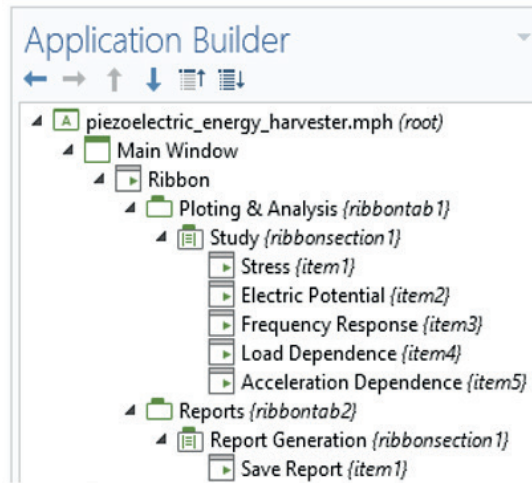 Application Builder
piezoelectric_energy_harvester.mph (root)
Main Window
Ribbon
Ploting & Analysis {ribbontab1}
Study {ribbonsection1}
Stress {item1}
Electric Potential {item2}
Frequency Response {item3}
Load Dependence {item4}
Acceleration Dependence {item5}
Reports {ribbontab2}
Report Generation {ribbonsection1}
Save Report {item1}